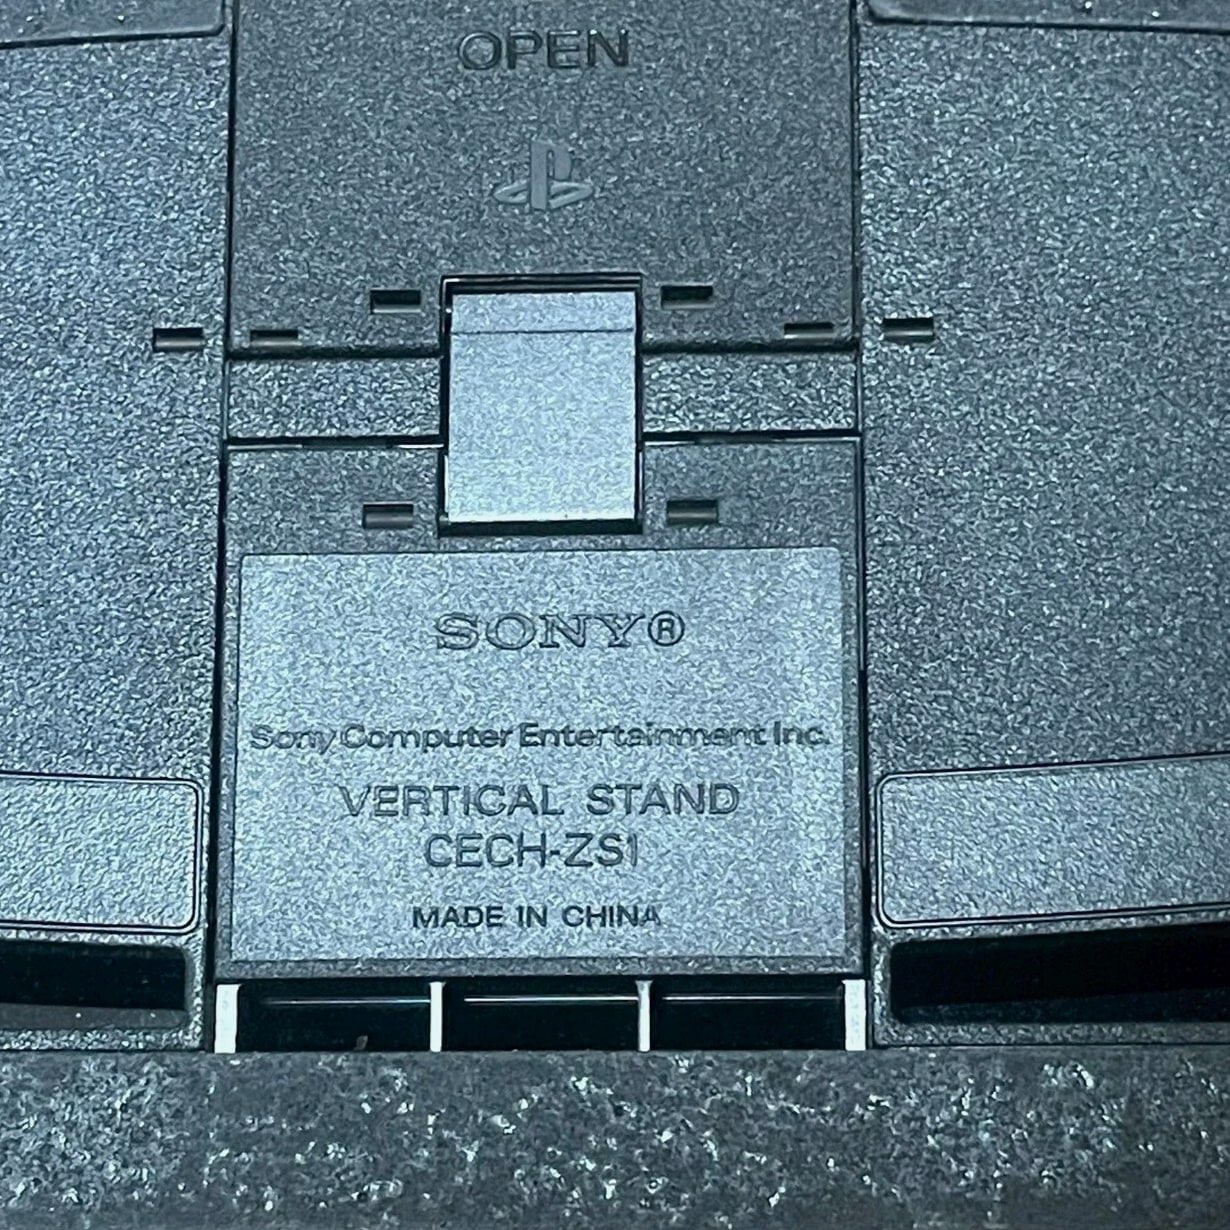 OPEN
SONY®
Sony Computer Entertainment Inc.
VERTICAL STAND
CECH-ZS1
MADE IN CHINA